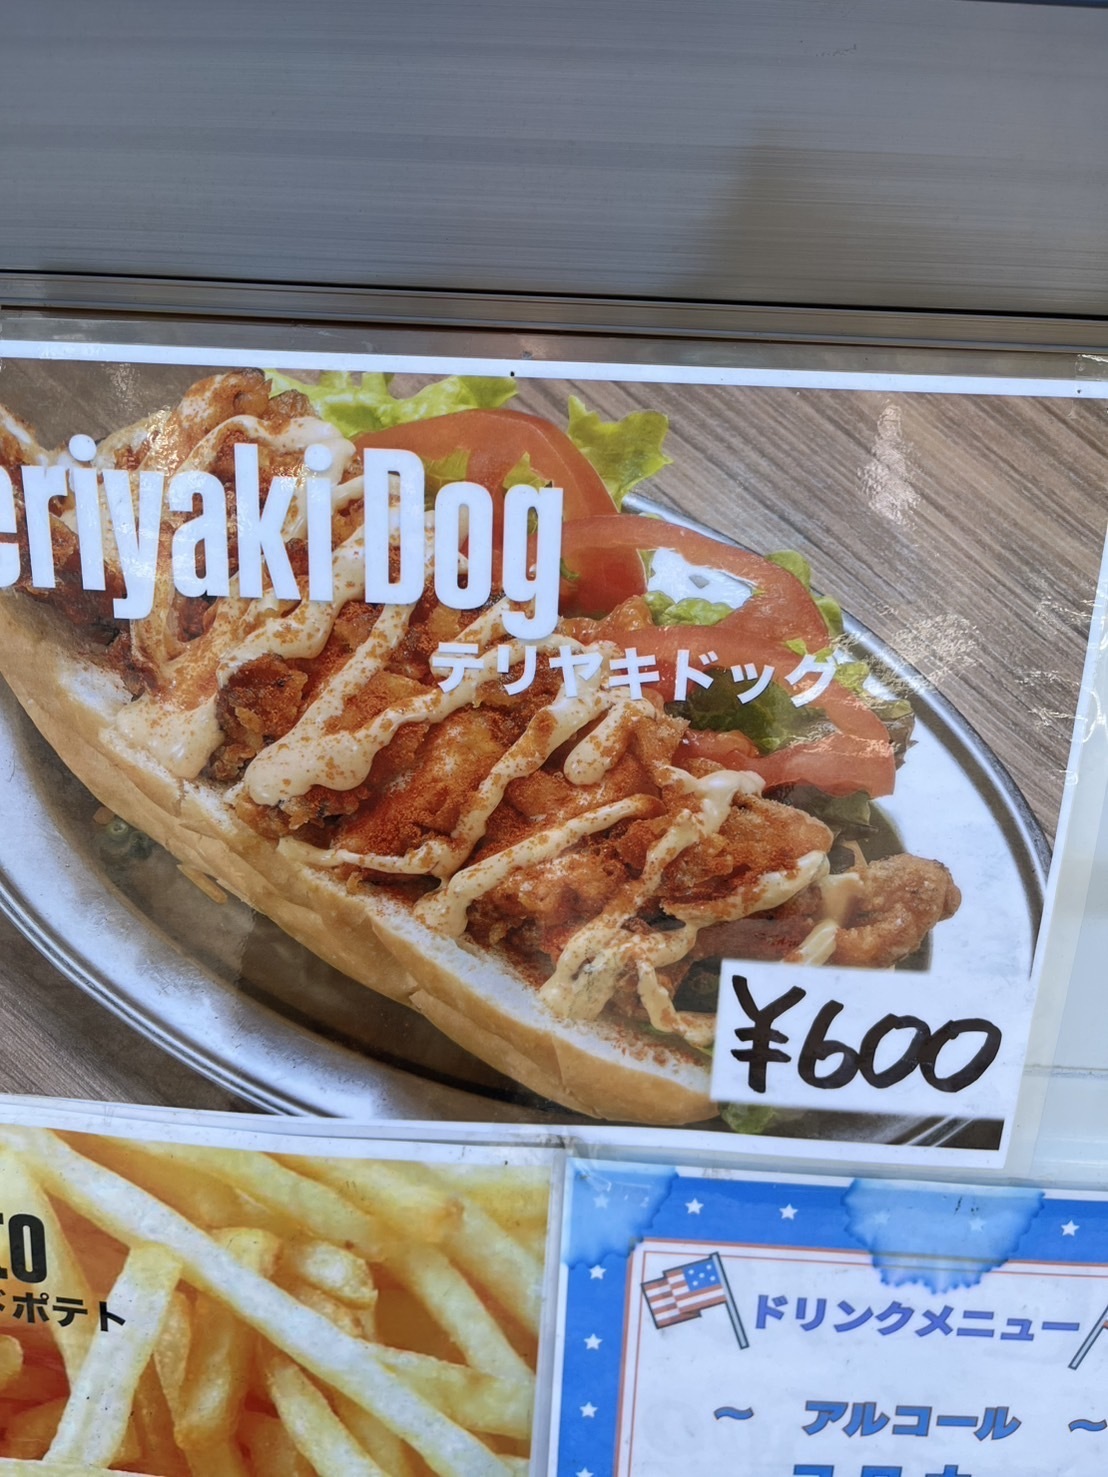 eriyaki Dog
テリヤキドッグ
¥600
ポテト
ドリンクメニュー
～ アルコール ～